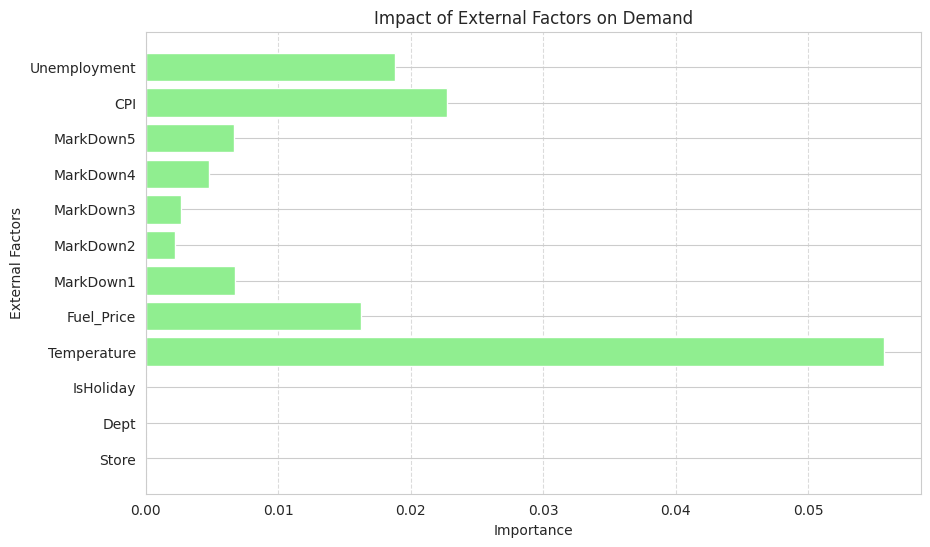 Impact of External Factors on Demand
Unemployment
CPI
MarkDown5
MarkDown4
MarkDown3
MarkDown2
MarkDown1
Fuel_Price
Temperature
IsHoliday
Dept
Store
External Factors
0.00 0.01 0.02 0.03 0.04 0.05
Importance